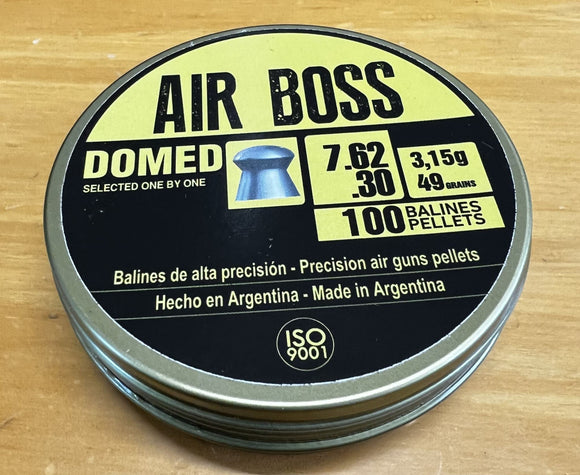 AIR BOSS
DOMED
SELECTED ONE BY ONE
7.62
.30
3,15g
49 GRAINS
100 BALINES PELLETS
Balines de alta precisión - Precision air guns pellets
Hecho en Argentina - Made in Argentina
ISO
9001